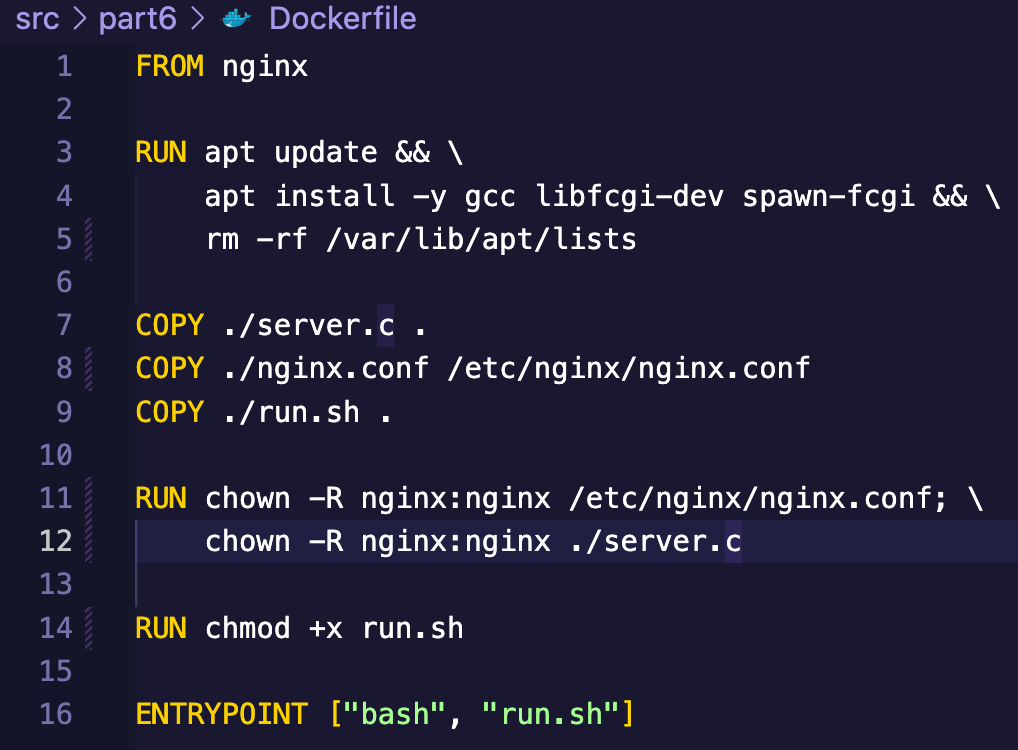 src > part6 > Dockerfile
1 FROM nginx
2
3 RUN apt update && \
4     apt install -y gcc libfcgi-dev spawn-fcgi && \
5     rm -rf /var/lib/apt/lists
6
7 COPY ./server.c .
8 COPY ./nginx.conf /etc/nginx/nginx.conf
9 COPY ./run.sh .
10
11 RUN chown -R nginx:nginx /etc/nginx/nginx.conf; \
12     chown -R nginx:nginx ./server.c
13
14 RUN chmod +x run.sh
15
16 ENTRYPOINT ["bash", "run.sh"]